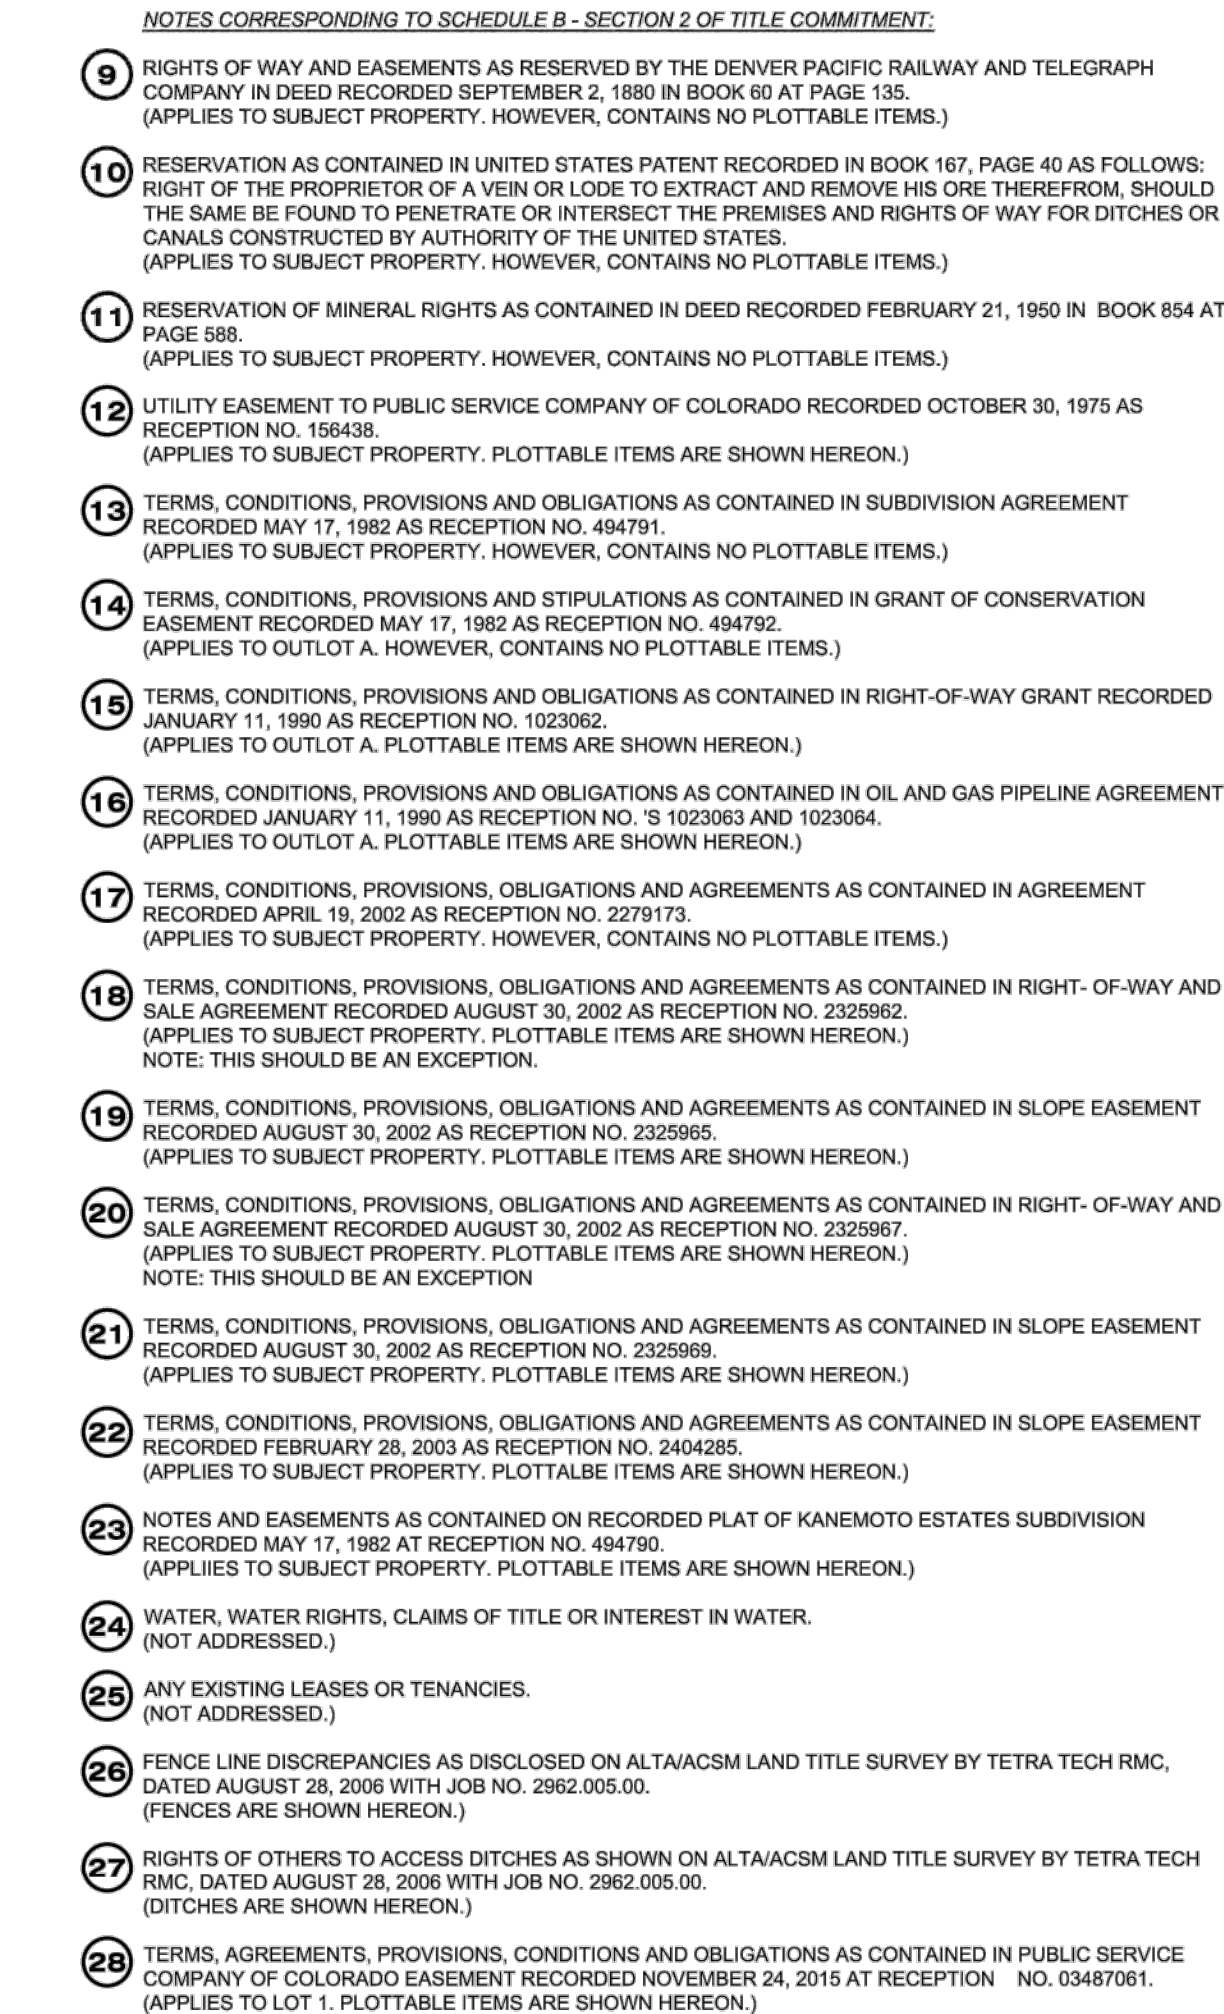 NOTES CORRESPONDING TO SCHEDULE B - SECTION 2 OF TITLE COMMITMENT:
9 RIGHTS OF WAY AND EASEMENTS AS RESERVED BY THE DENVER PACIFIC RAILWAY AND TELEGRAPH
COMPANY IN DEED RECORDED SEPTEMBER 2, 1880 IN BOOK 60 AT PAGE 135.
(APPLIES TO SUBJECT PROPERTY. HOWEVER, CONTAINS NO PLOTTABLE ITEMS.)
10 RESERVATION AS CONTAINED IN UNITED STATES PATENT RECORDED IN BOOK 167, PAGE 40 AS FOLLOWS:
RIGHT OF THE PROPRIETOR OF A VEIN OR LODE TO EXTRACT AND REMOVE HIS ORE THEREFROM, SHOULD
THE SAME BE FOUND TO PENETRATE OR INTERSECT THE PREMISES AND RIGHTS OF WAY FOR DITCHES OR
CANALS CONSTRUCTED BY AUTHORITY OF THE UNITED STATES.
(APPLIES TO SUBJECT PROPERTY. HOWEVER, CONTAINS NO PLOTTABLE ITEMS.)
11 RESERVATION OF MINERAL RIGHTS AS CONTAINED IN DEED RECORDED FEBRUARY 21, 1950 IN BOOK 854 AT
PAGE 588.
(APPLIES TO SUBJECT PROPERTY. HOWEVER, CONTAINS NO PLOTTABLE ITEMS.)
12 UTILITY EASEMENT TO PUBLIC SERVICE COMPANY OF COLORADO RECORDED OCTOBER 30, 1975 AS
RECEPTION NO. 156438.
(APPLIES TO SUBJECT PROPERTY. PLOTTABLE ITEMS ARE SHOWN HEREON.)
13 TERMS, CONDITIONS, PROVISIONS AND OBLIGATIONS AS CONTAINED IN SUBDIVISION AGREEMENT
RECORDED MAY 17, 1982 AS RECEPTION NO. 494791.
(APPLIES TO SUBJECT PROPERTY. HOWEVER, CONTAINS NO PLOTTABLE ITEMS.)
14 TERMS, CONDITIONS, PROVISIONS AND STIPULATIONS AS CONTAINED IN GRANT OF CONSERVATION
EASEMENT RECORDED MAY 17, 1982 AS RECEPTION NO. 494792.
(APPLIES TO OUTLOT A. HOWEVER, CONTAINS NO PLOTTABLE ITEMS.)
15 TERMS, CONDITIONS, PROVISIONS AND OBLIGATIONS AS CONTAINED IN RIGHT-OF-WAY GRANT RECORDED
JANUARY 11, 1990 AS RECEPTION NO. 1023062.
(APPLIES TO OUTLOT A. PLOTTABLE ITEMS ARE SHOWN HEREON.)
16 TERMS, CONDITIONS, PROVISIONS AND OBLIGATIONS AS CONTAINED IN OIL AND GAS PIPELINE AGREEMENT
RECORDED JANUARY 11, 1990 AS RECEPTION NO. 'S 1023063 AND 1023064.
(APPLIES TO OUTLOT A. PLOTTABLE ITEMS ARE SHOWN HEREON.)
17 TERMS, CONDITIONS, PROVISIONS, OBLIGATIONS AND AGREEMENTS AS CONTAINED IN AGREEMENT
RECORDED APRIL 19, 2002 AS RECEPTION NO. 2279173.
(APPLIES TO SUBJECT PROPERTY. HOWEVER, CONTAINS NO PLOTTABLE ITEMS.)
18 TERMS, CONDITIONS, PROVISIONS, OBLIGATIONS AND AGREEMENTS AS CONTAINED IN RIGHT- OF-WAY AND
SALE AGREEMENT RECORDED AUGUST 30, 2002 AS RECEPTION NO. 2325962.
(APPLIES TO SUBJECT PROPERTY. PLOTTABLE ITEMS ARE SHOWN HEREON.)
NOTE: THIS SHOULD BE AN EXCEPTION.
19 TERMS, CONDITIONS, PROVISIONS, OBLIGATIONS AND AGREEMENTS AS CONTAINED IN SLOPE EASEMENT
RECORDED AUGUST 30, 2002 AS RECEPTION NO. 2325965.
(APPLIES TO SUBJECT PROPERTY. PLOTTABLE ITEMS ARE SHOWN HEREON.)
20 TERMS, CONDITIONS, PROVISIONS, OBLIGATIONS AND AGREEMENTS AS CONTAINED IN RIGHT- OF-WAY AND
SALE AGREEMENT RECORDED AUGUST 30, 2002 AS RECEPTION NO. 2325967.
(APPLIES TO SUBJECT PROPERTY. PLOTTABLE ITEMS ARE SHOWN HEREON.)
NOTE: THIS SHOULD BE AN EXCEPTION
21 TERMS, CONDITIONS, PROVISIONS, OBLIGATIONS AND AGREEMENTS AS CONTAINED IN SLOPE EASEMENT
RECORDED AUGUST 30, 2002 AS RECEPTION NO. 2325969.
(APPLIES TO SUBJECT PROPERTY. PLOTTABLE ITEMS ARE SHOWN HEREON.)
22 TERMS, CONDITIONS, PROVISIONS, OBLIGATIONS AND AGREEMENTS AS CONTAINED IN SLOPE EASEMENT
RECORDED FEBRUARY 28, 2003 AS RECEPTION NO. 2404285.
(APPLIES TO SUBJECT PROPERTY. PLOTTALBE ITEMS ARE SHOWN HEREON.)
23 NOTES AND EASEMENTS AS CONTAINED ON RECORDED PLAT OF KANEMOTO ESTATES SUBDIVISION
RECORDED MAY 17, 1982 AT RECEPTION NO. 494790.
(APPLIIES TO SUBJECT PROPERTY. PLOTTABLE ITEMS ARE SHOWN HEREON.)
24 WATER, WATER RIGHTS, CLAIMS OF TITLE OR INTEREST IN WATER.
(NOT ADDRESSED.)
25 ANY EXISTING LEASES OR TENANCIES.
(NOT ADDRESSED.)
26 FENCE LINE DISCREPANCIES AS DISCLOSED ON ALTA/ACSM LAND TITLE SURVEY BY TETRA TECH RMC,
DATED AUGUST 28, 2006 WITH JOB NO. 2962.005.00.
(FENCES ARE SHOWN HEREON.)
27 RIGHTS OF OTHERS TO ACCESS DITCHES AS SHOWN ON ALTA/ACSM LAND TITLE SURVEY BY TETRA TECH
RMC, DATED AUGUST 28, 2006 WITH JOB NO. 2962.005.00.
(DITCHES ARE SHOWN HEREON.)
28 TERMS, AGREEMENTS, PROVISIONS, CONDITIONS AND OBLIGATIONS AS CONTAINED IN PUBLIC SERVICE
COMPANY OF COLORADO EASEMENT RECORDED NOVEMBER 24, 2015 AT RECEPTION NO. 03487061.
(APPLIES TO LOT 1. PLOTTABLE ITEMS ARE SHOWN HEREON.)